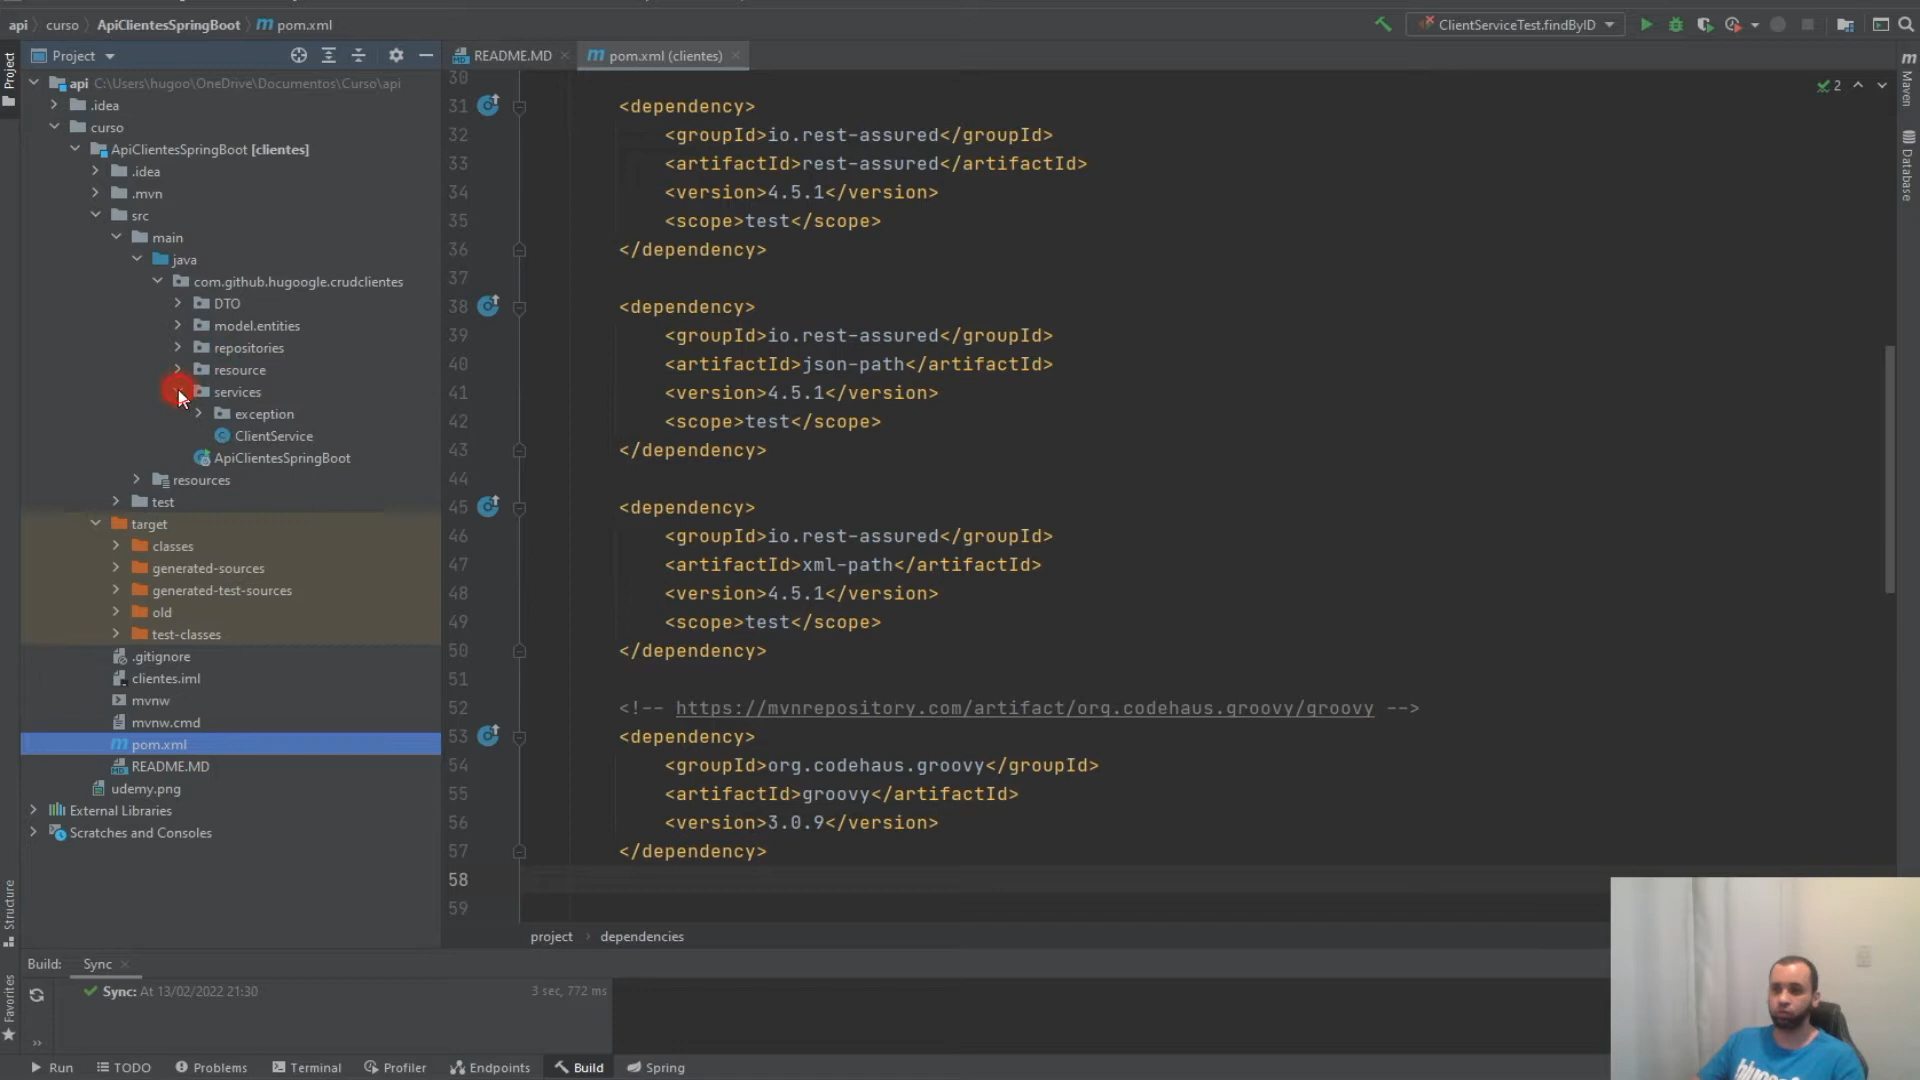 api curso ApiClientesSpringBoot pom.xml ClientServiceTest.findByID
Project README.MD pom.xml (clientes)
Project
api C:\Users\hugoo\OneDrive\Documentos\Curso\api
.idea
curso
ApiClientesSpringBoot [clientes]
.idea
.mvn
src
main
java
com.github.hugoogle.crudclientes
DTO
model.entities
repositories
resource
services
exception
ClientService
ApiClientesSpringBoot
resources
test
target
classes
generated-sources
generated-test-sources
old
test-classes
.gitignore
clientes.iml
mvnw
mvnw.cmd
pom.xml
README.MD
udemy.png
External Libraries
Scratches and Consoles
Structure
Favorites
30
31 <dependency>
32 <groupId>io.rest-assured</groupId>
33 <artifactId>rest-assured</artifactId>
34 <version>4.5.1</version>
35 <scope>test</scope>
36 </dependency>
37
38 <dependency>
39 <groupId>io.rest-assured</groupId>
40 <artifactId>json-path</artifactId>
41 <version>4.5.1</version>
42 <scope>test</scope>
43 </dependency>
44
45 <dependency>
46 <groupId>io.rest-assured</groupId>
47 <artifactId>xml-path</artifactId>
48 <version>4.5.1</version>
49 <scope>test</scope>
50 </dependency>
51
52 <!-- https://mvnrepository.com/artifact/org.codehaus.groovy/groovy -->
53 <dependency>
54 <groupId>org.codehaus.groovy</groupId>
55 <artifactId>groovy</artifactId>
56 <version>3.0.9</version>
57 </dependency>
58
59
2
Maven
Database
project dependencies
Build: Sync
Sync: At 13/02/2022 21:30 3 sec, 772 ms
Run TODO Problems Terminal Profiler Endpoints Build Spring